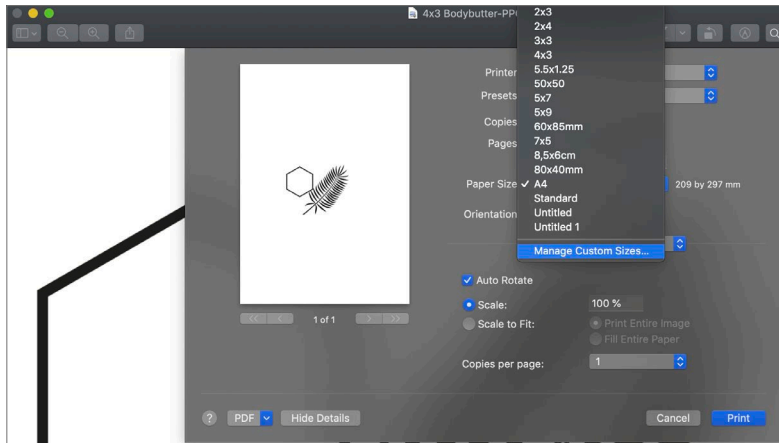 4x3 Bodybutter-PP
2x3
2x4
3x3
4x3
5.5x1.25
50x50
5x7
5x9
60x85mm
7x5
8,5x6cm
80x40mm
A4
Standard
Untitled
Untitled 1
Manage Custom Sizes...
Printer
Presets
Copies
Pages
Paper Size
209 by 297 mm
Orientation
Auto Rotate
Scale: 100 %
Scale to Fit: Print Entire Image
Fill Entire Paper
1 of 1
Copies per page: 1
? PDF Hide Details Cancel Print